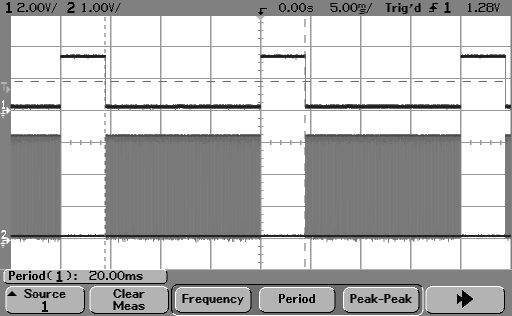 1 2.00V/ 2 1.00V/ 0.00s 5.00㎳/ Trig'd 1 1.28V
T
1
2
Period(1): 20.00ms
Source 1
Clear Meas
Frequency
Period
Peak-Peak